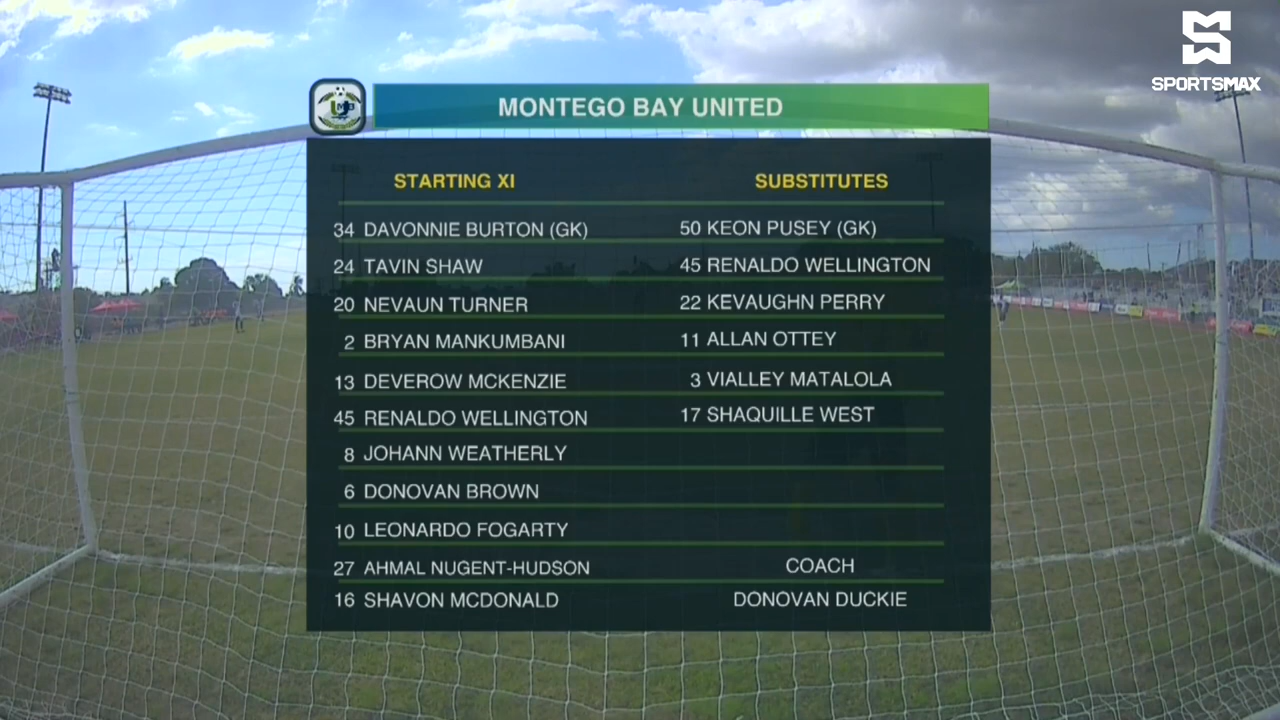 SPORTSMAX
MONTEGO BAY UNITED
STARTING XI
34 DAVONNIE BURTON (GK)
24 TAVIN SHAW
20 NEVAUN TURNER
2 BRYAN MANKUMBANI
13 DEVEROW MCKENZIE
45 RENALDO WELLINGTON
8 JOHANN WEATHERLY
6 DONOVAN BROWN
10 LEONARDO FOGARTY
27 AHMAL NUGENT-HUDSON
16 SHAVON MCDONALD
SUBSTITUTES
50 KEON PUSEY (GK)
45 RENALDO WELLINGTON
22 KEVAUGHN PERRY
11 ALLAN OTTEY
3 VIALLEY MATALOLA
17 SHAQUILLE WEST
COACH
DONOVAN DUCKIE